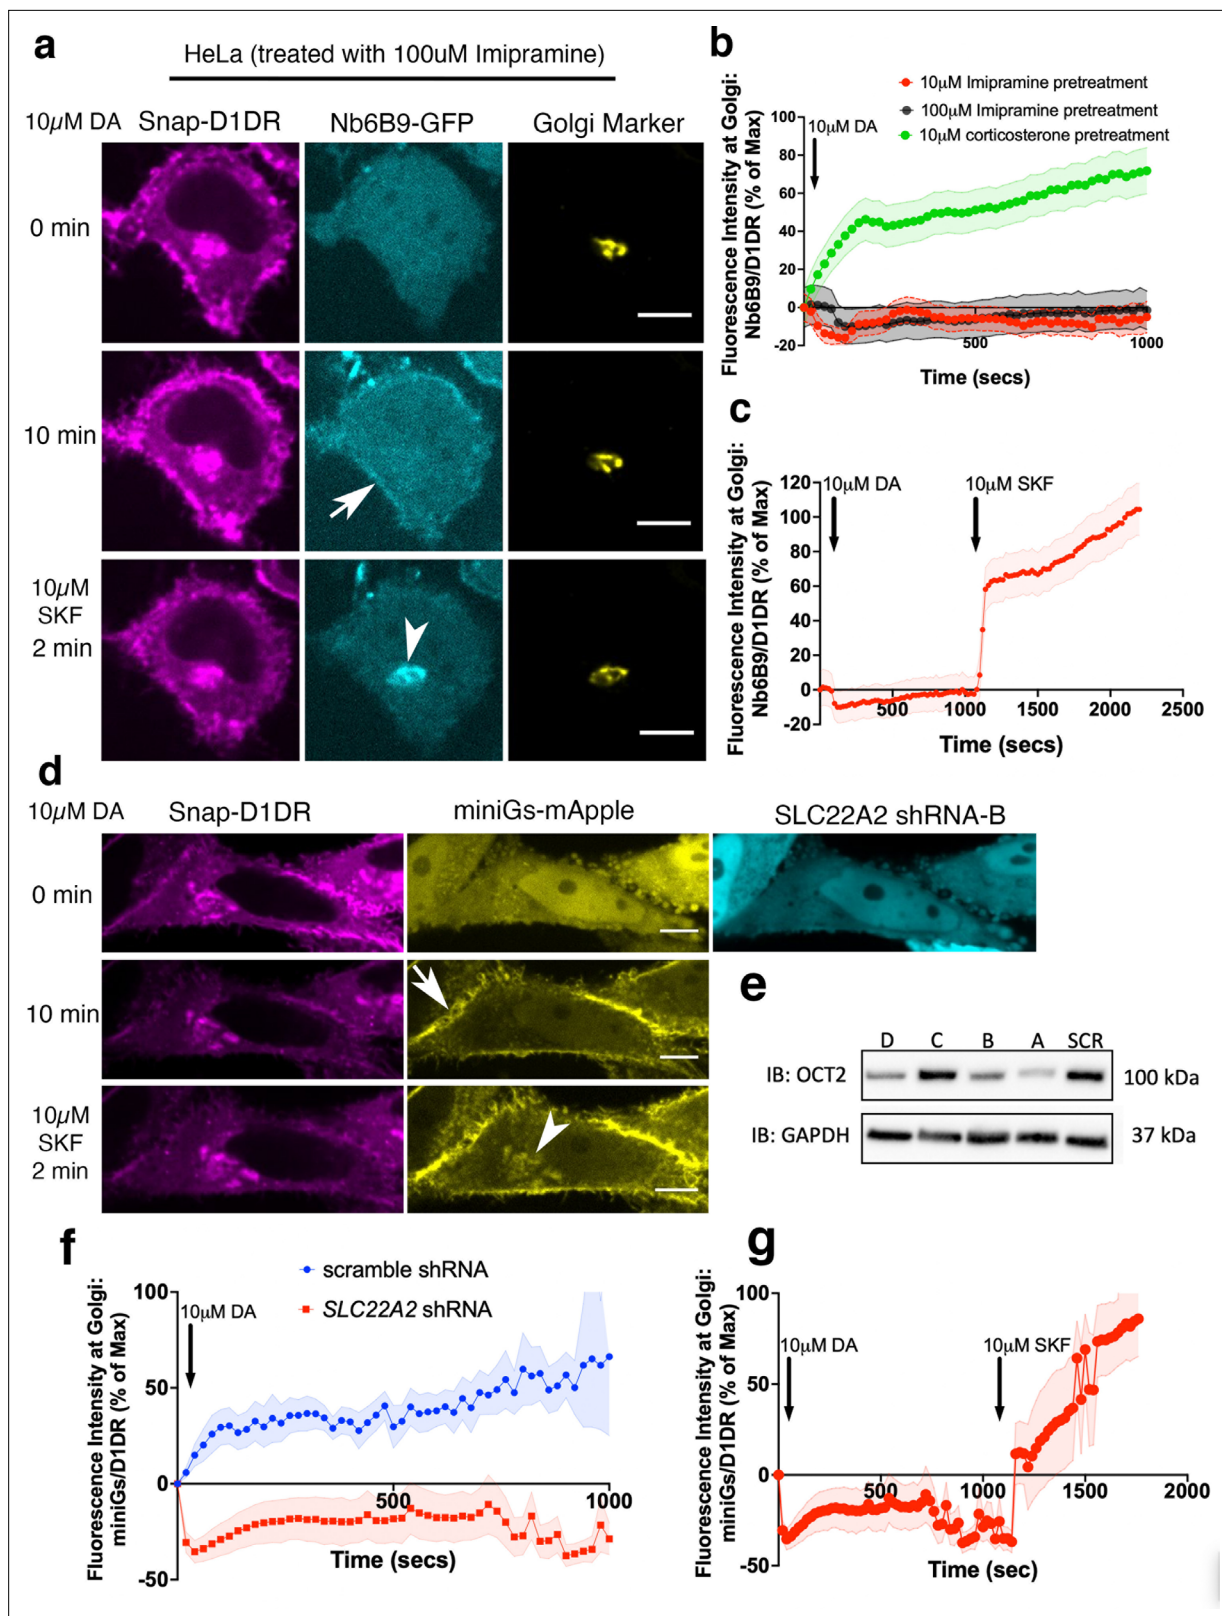 a
HeLa (treated with 100uM Imipramine)
10µM DA Snap-D1DR Nb6B9-GFP Golgi Marker
0 min
10 min
10µM
SKF
2 min
b
10µM Imipramine pretreatment
100µM Imipramine pretreatment
10µM corticosterone pretreatment
Fluorescence Intensity at Golgi:
Nb6B9/D1DR (% of Max)
100
80
60
40
20
0
-20
10µM DA
500
1000
Time (secs)
c
Fluorescence Intensity at Golgi:
Nb6B9/D1DR (% of Max)
120
100
80
60
40
20
0
-20
10µM DA
10µM SKF
500
1000
1500
2000
2500
Time (secs)
d
10µM DA Snap-D1DR miniGs-mApple SLC22A2 shRNA-B
0 min
10 min
10µM
SKF
2 min
e
D C B A SCR
IB: OCT2 100 kDa
IB: GAPDH 37 kDa
f
scramble shRNA
SLC22A2 shRNA
Fluorescence Intensity at Golgi:
miniGs/D1DR (% of Max)
100
50
0
-50
10µM DA
500
1000
Time (secs)
g
Fluorescence Intensity at Golgi:
miniGs/D1DR (% of Max)
100
50
0
-50
10µM DA
10µM SKF
500
1000
1500
2000
Time (sec)